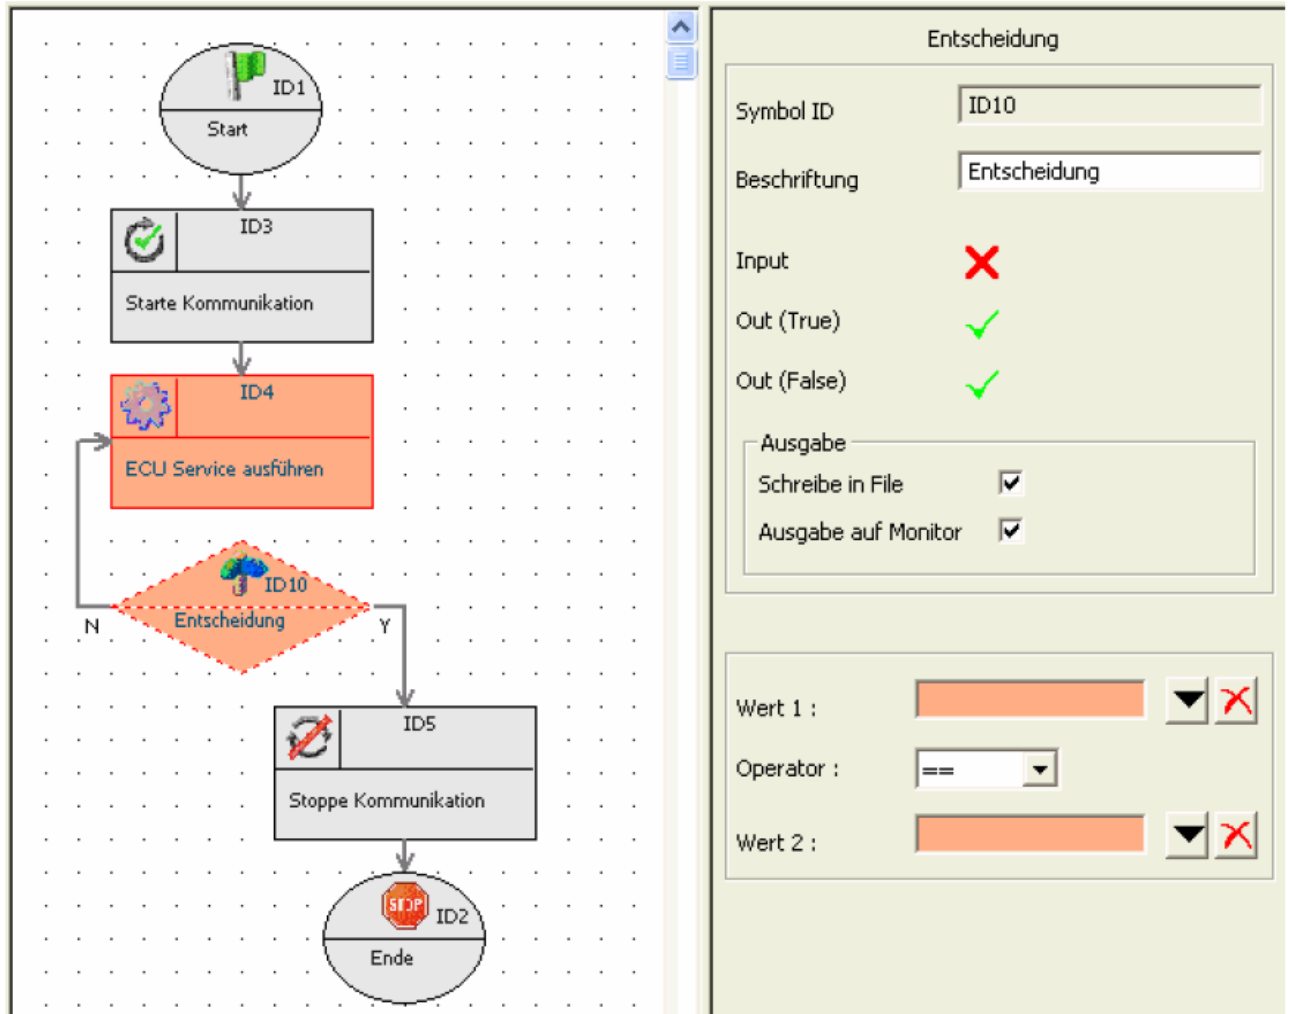 ID1
Start
ID3
Starte Kommunikation
ID4
ECU Service ausführen
ID10
Entscheidung
N
Y
ID5
Stoppe Kommunikation
STOP
ID2
Ende
Entscheidung
Symbol ID
ID10
Beschriftung
Entscheidung
Input
Out (True)
Out (False)
Ausgabe
Schreibe in File
Ausgabe auf Monitor
Wert 1 :
Operator :
==
Wert 2 :